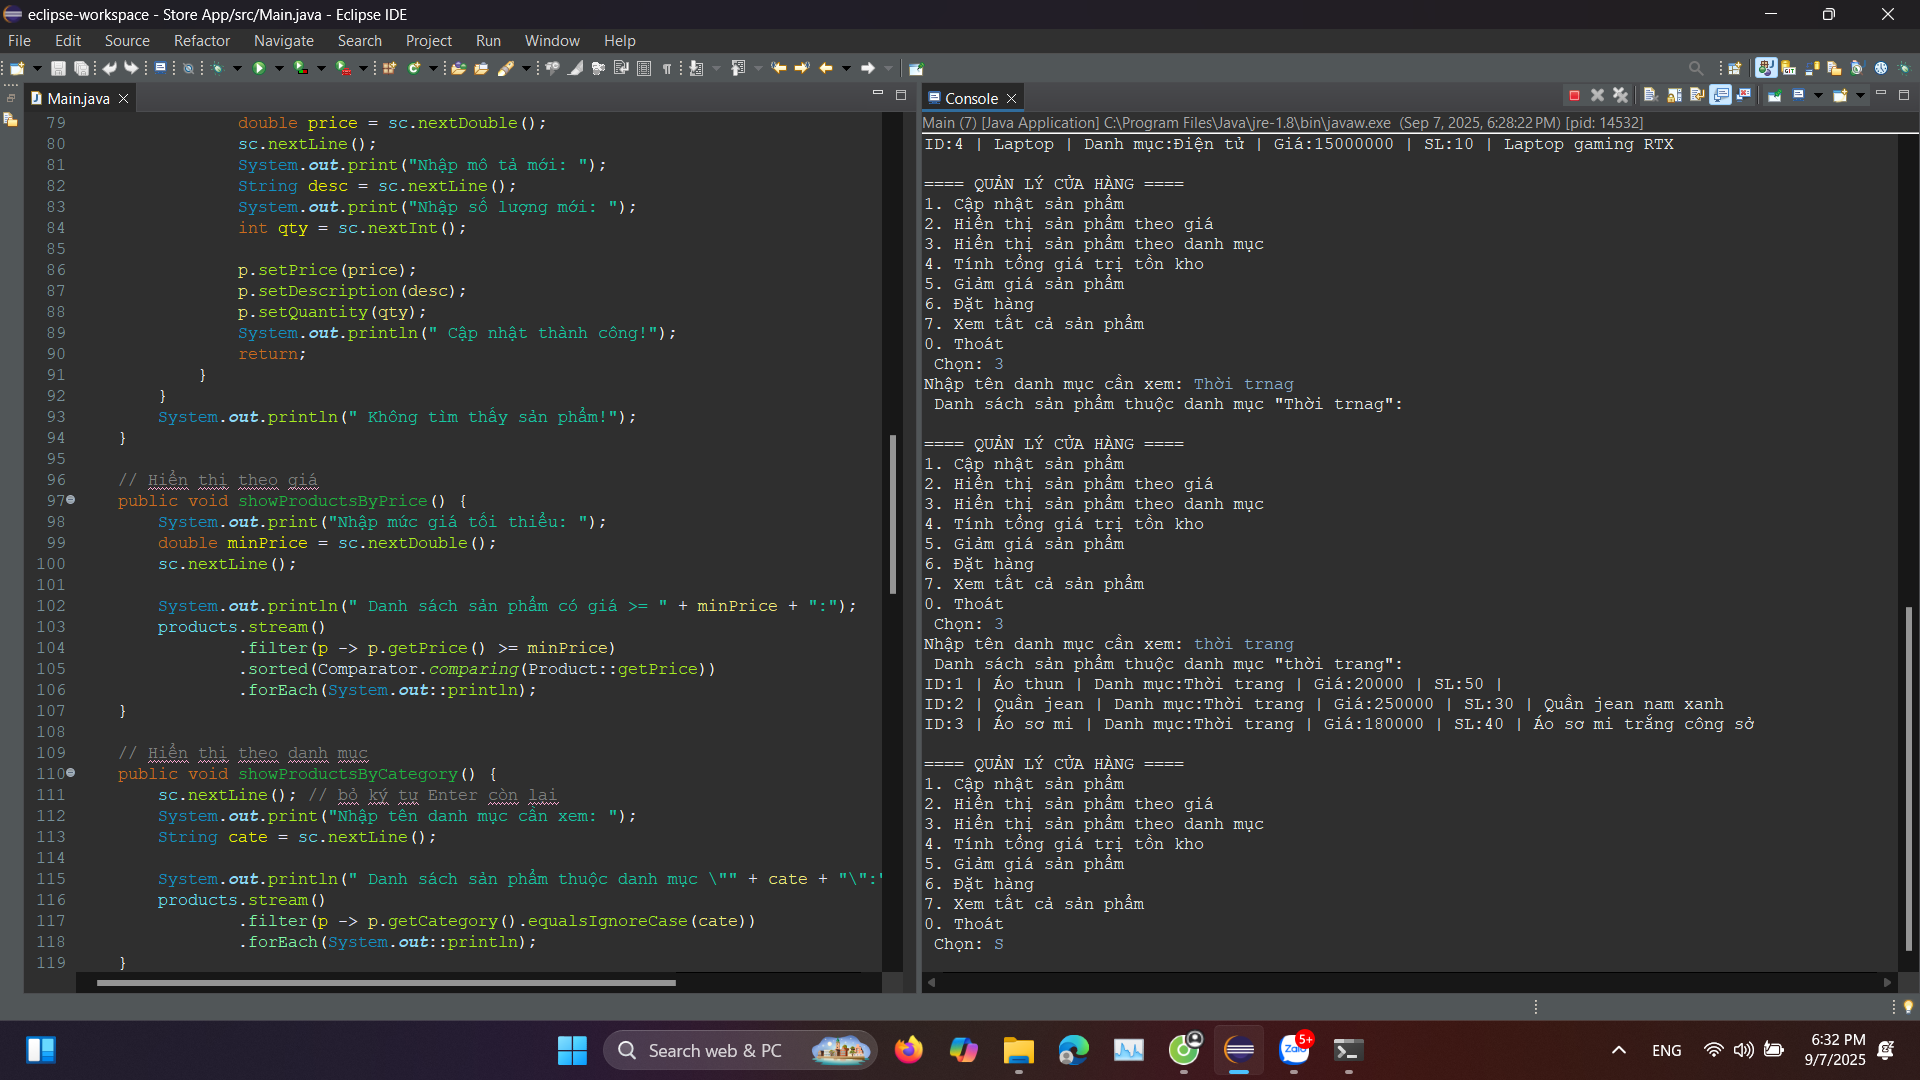 eclipse-workspace - Store App/src/Main.java - Eclipse IDE
File Edit Source Refactor Navigate Search Project Run Window Help
Main.java
79 double price = sc.nextDouble();
80 sc.nextLine();
81 System.out.print("Nhập mô tả mới: ");
82 String desc = sc.nextLine();
83 System.out.print("Nhập số lượng mới: ");
84 int qty = sc.nextInt();
85
86 p.setPrice(price);
87 p.setDescription(desc);
88 p.setQuantity(qty);
89 System.out.println(" Cập nhật thành công!");
90 return;
91 }
92 }
93 System.out.println(" Không tìm thấy sản phẩm!");
94 }
95
96 // Hiển thị theo giá
97 public void showProductsByPrice() {
98 System.out.print("Nhập mức giá tối thiểu: ");
99 double minPrice = sc.nextDouble();
100 sc.nextLine();
101
102 System.out.println(" Danh sách sản phẩm có giá >= " + minPrice + ":");
103 products.stream()
104 .filter(p -> p.getPrice() >= minPrice)
105 .sorted(Comparator.comparing(Product::getPrice))
106 .forEach(System.out::println);
107 }
108
109 // Hiển thị theo danh mục
110 public void showProductsByCategory() {
111 sc.nextLine(); // bỏ ký tự Enter còn lại
112 System.out.print("Nhập tên danh mục cần xem: ");
113 String cate = sc.nextLine();
114
115 System.out.println(" Danh sách sản phẩm thuộc danh mục \"" + cate + "\":"
116 products.stream()
117 .filter(p -> p.getCategory().equalsIgnoreCase(cate))
118 .forEach(System.out::println);
119 }
Console
Main (7) [Java Application] C:\Program Files\Java\jre-1.8\bin\javaw.exe (Sep 7, 2025, 6:28:22 PM) [pid: 14532]
ID:4 | Laptop | Danh mục:Điện tử | Giá:15000000 | SL:10 | Laptop gaming RTX
==== QUẢN LÝ CỬA HÀNG ====
1. Cập nhật sản phẩm
2. Hiển thị sản phẩm theo giá
3. Hiển thị sản phẩm theo danh mục
4. Tính tổng giá trị tồn kho
5. Giảm giá sản phẩm
6. Đặt hàng
7. Xem tất cả sản phẩm
0. Thoát
Chọn: 3
Nhập tên danh mục cần xem: Thời trnag
Danh sách sản phẩm thuộc danh mục "Thời trnag":
==== QUẢN LÝ CỬA HÀNG ====
1. Cập nhật sản phẩm
2. Hiển thị sản phẩm theo giá
3. Hiển thị sản phẩm theo danh mục
4. Tính tổng giá trị tồn kho
5. Giảm giá sản phẩm
6. Đặt hàng
7. Xem tất cả sản phẩm
0. Thoát
Chọn: 3
Nhập tên danh mục cần xem: thời trang
Danh sách sản phẩm thuộc danh mục "thời trang":
ID:1 | Áo thun | Danh mục:Thời trang | Giá:20000 | SL:50 |
ID:2 | Quần jean | Danh mục:Thời trang | Giá:250000 | SL:30 | Quần jean nam xanh
ID:3 | Áo sơ mi | Danh mục:Thời trang | Giá:180000 | SL:40 | Áo sơ mi trắng công sở
==== QUẢN LÝ CỬA HÀNG ====
1. Cập nhật sản phẩm
2. Hiển thị sản phẩm theo giá
3. Hiển thị sản phẩm theo danh mục
4. Tính tổng giá trị tồn kho
5. Giảm giá sản phẩm
6. Đặt hàng
7. Xem tất cả sản phẩm
0. Thoát
Chọn: S
Search web & PC
Zalo
5+
ENG
6:32 PM
9/7/2025